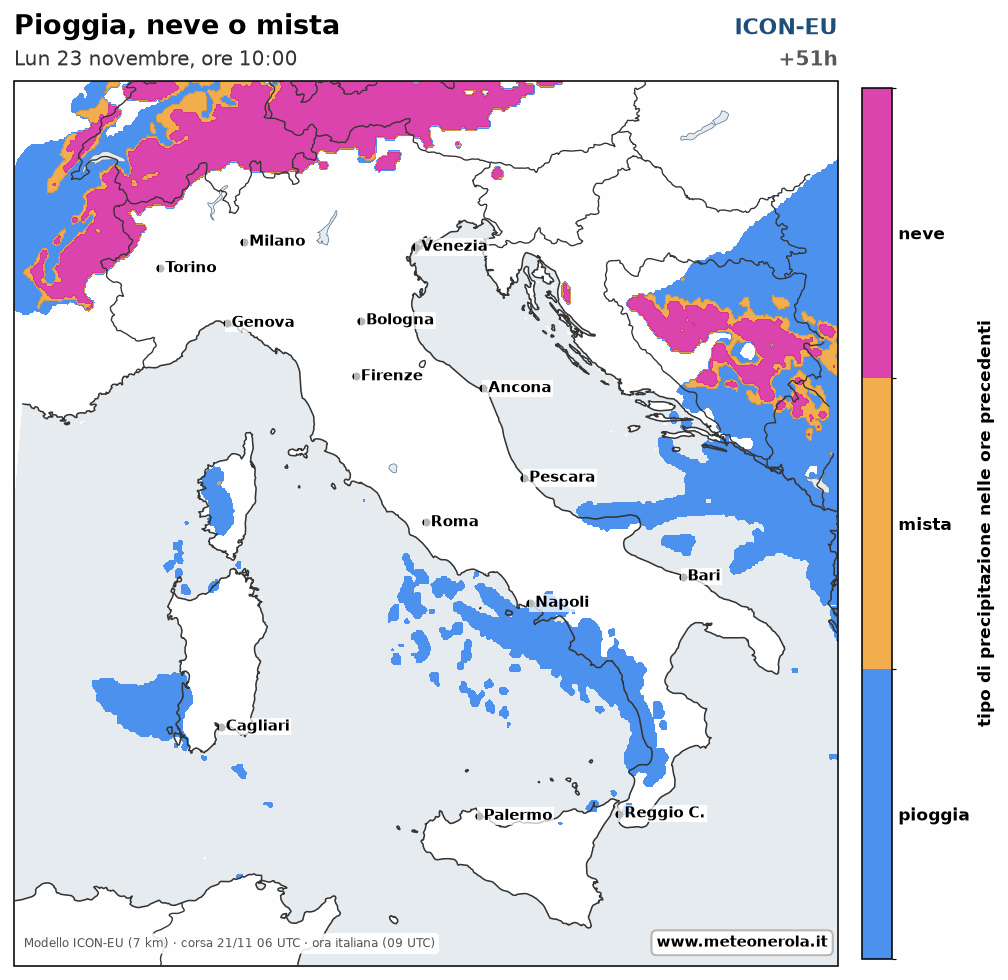 Pioggia, neve o mista
ICON-EU
Lun 23 novembre, ore 10:00
+51h
neve
Milano
Venezia
Torino
Genova
Bologna
Firenze
Ancona
Pescara
mista
Roma
Bari
Napoli
Cagliari
Palermo
Reggio C.
pioggia
tipo di precipitazione nelle ore precedenti
Modello ICON-EU (7 km) · corsa 21/11 06 UTC · ora italiana (09 UTC)
www.meteonerola.it